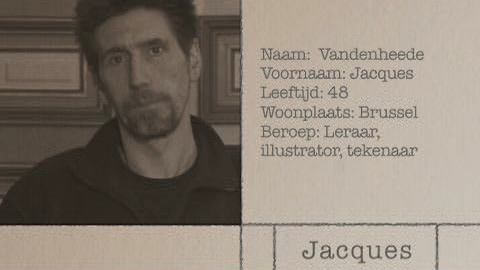 Naam: Vandenheede
Voornaam: Jacques
Leeftijd: 48
Woonplaats: Brussel
Beroep: Leraar,
illustrator, tekenaar
Jacques